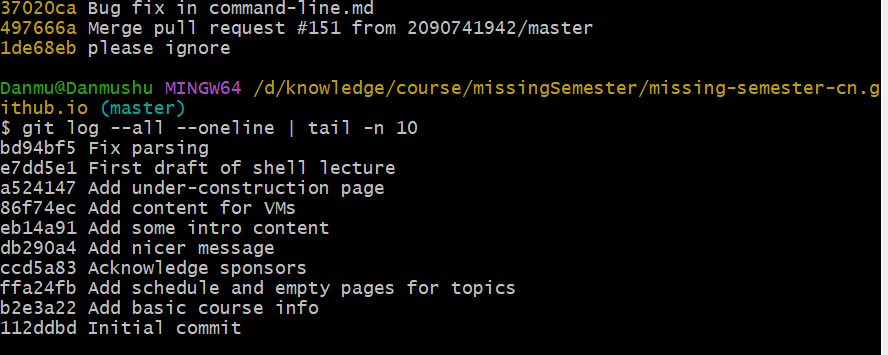 37020ca Bug fix in command-line.md
497666a Merge pull request #151 from 2090741942/master
1de68eb please ignore
Danmu@Danmushu MINGW64 /d/knowledge/course/missingSemester/missing-semester-cn.g
ithub.io (master)
$ git log --all --oneline | tail -n 10
bd94bf5 Fix parsing
e7dd5e1 First draft of shell lecture
a524147 Add under-construction page
86f74ec Add content for VMs
eb14a91 Add some intro content
db290a4 Add nicer message
ccd5a83 Acknowledge sponsors
ffa24fb Add schedule and empty pages for topics
b2e3a22 Add basic course info
112ddbd Initial commit